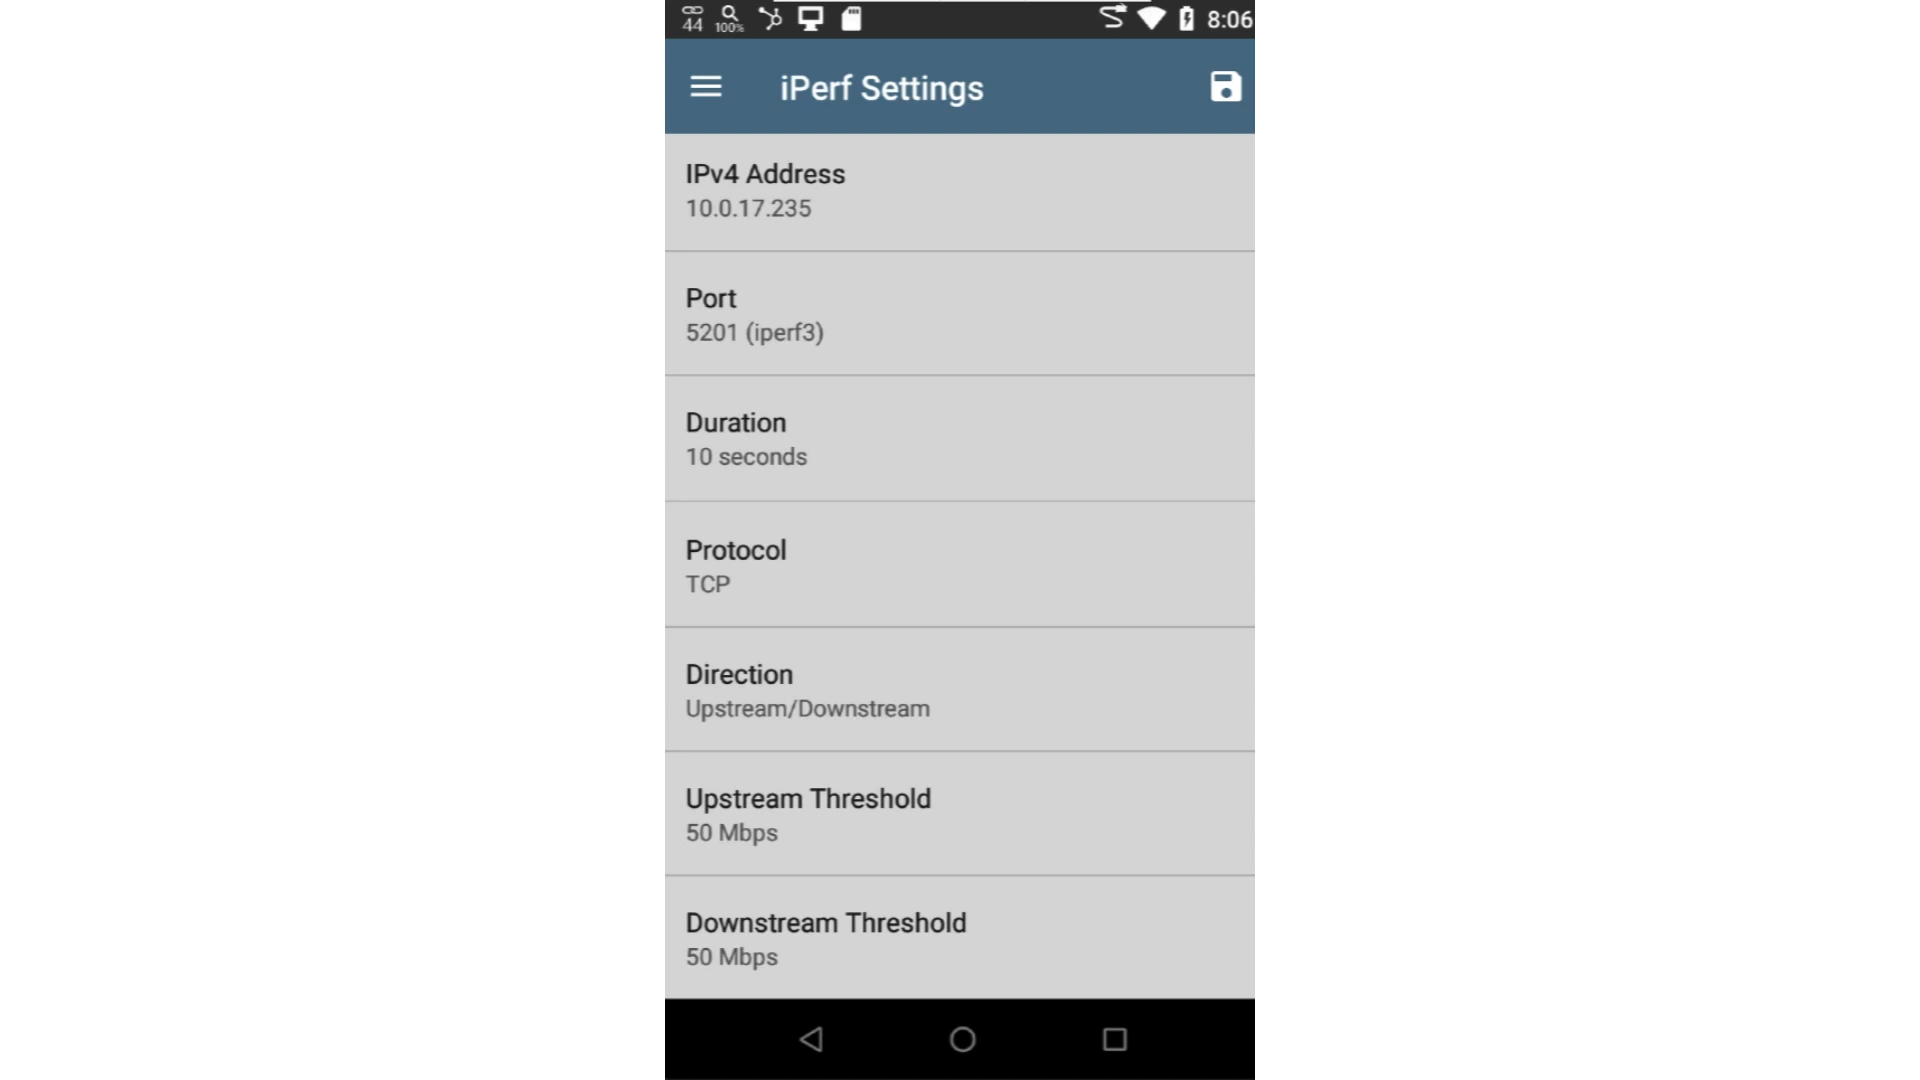 44 100% 8:06
iPerf Settings
IPv4 Address
10.0.17.235
Port
5201 (iperf3)
Duration
10 seconds
Protocol
TCP
Direction
Upstream/Downstream
Upstream Threshold
50 Mbps
Downstream Threshold
50 Mbps